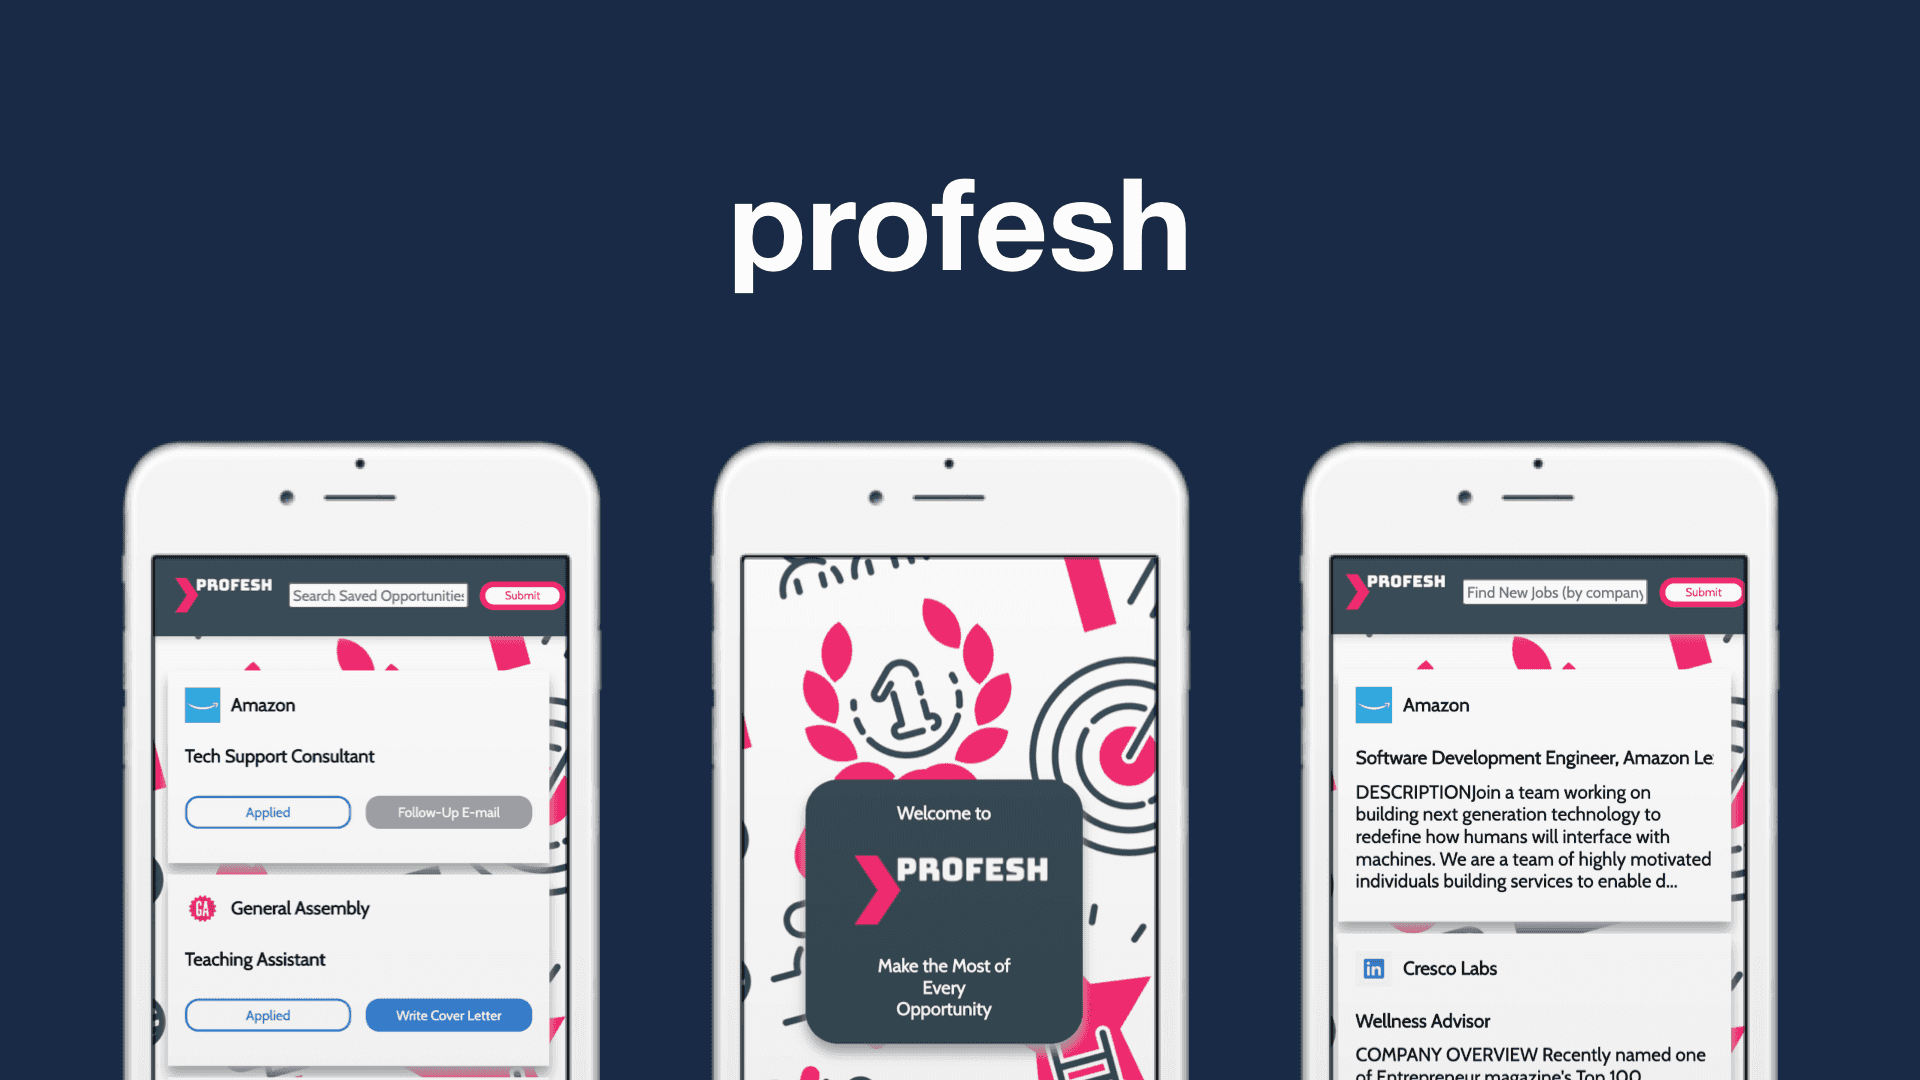 profesh
PROFESH
Search Saved Opportunities
Submit
Amazon
Tech Support Consultant
Applied
Follow-Up E-mail
GA
General Assembly
Teaching Assistant
Applied
Write Cover Letter
1
Welcome to
PROFESH
Make the Most of
Every
Opportunity
PROFESH
Find New Jobs (by company
Submit
Amazon
Software Development Engineer, Amazon Le
DESCRIPTIONJoin a team working on
building next generation technology to
redefine how humans will interface with
machines. We are a team of highly motivated
individuals building services to enable d...
in
Cresco Labs
Wellness Advisor
COMPANY OVERVIEW Recently named one
of Entrepreneur magazine's Top 100